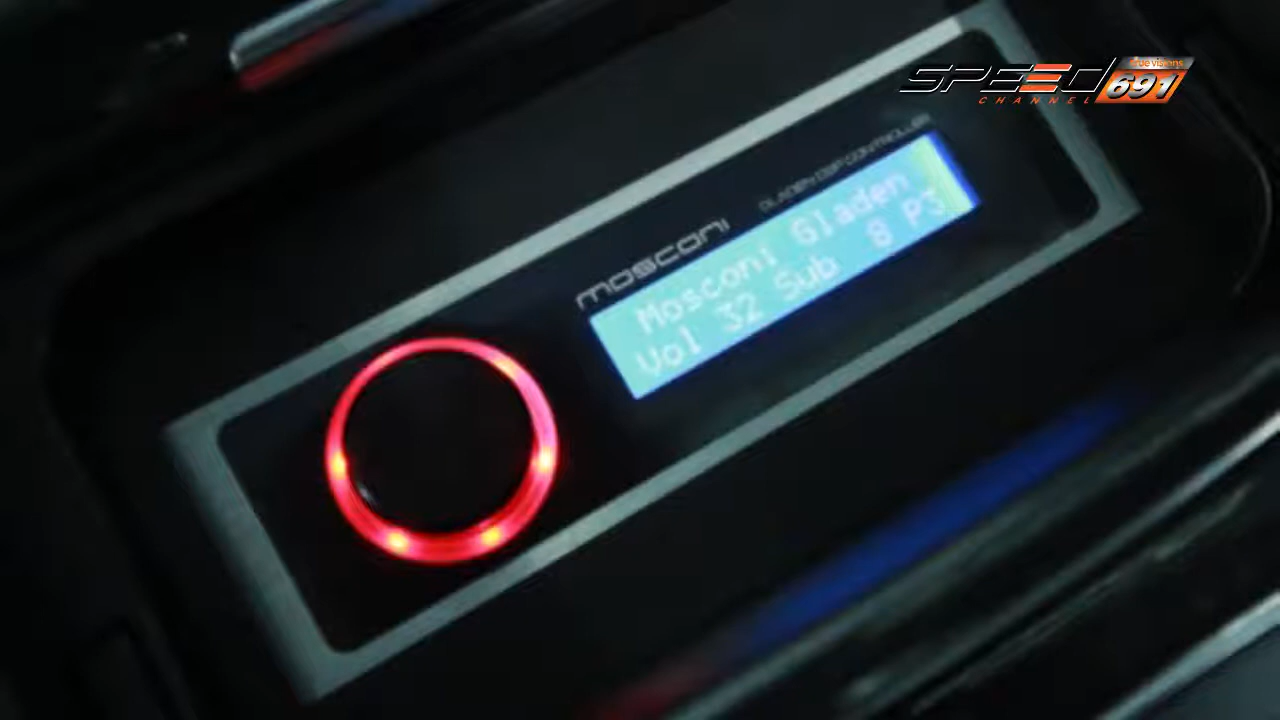 SPEED
CHANNEL
true visions
691
GLADEN DSP CONTROLLER
mosconi
Mosconi Gladen
Vol 32 Sub 8 P3